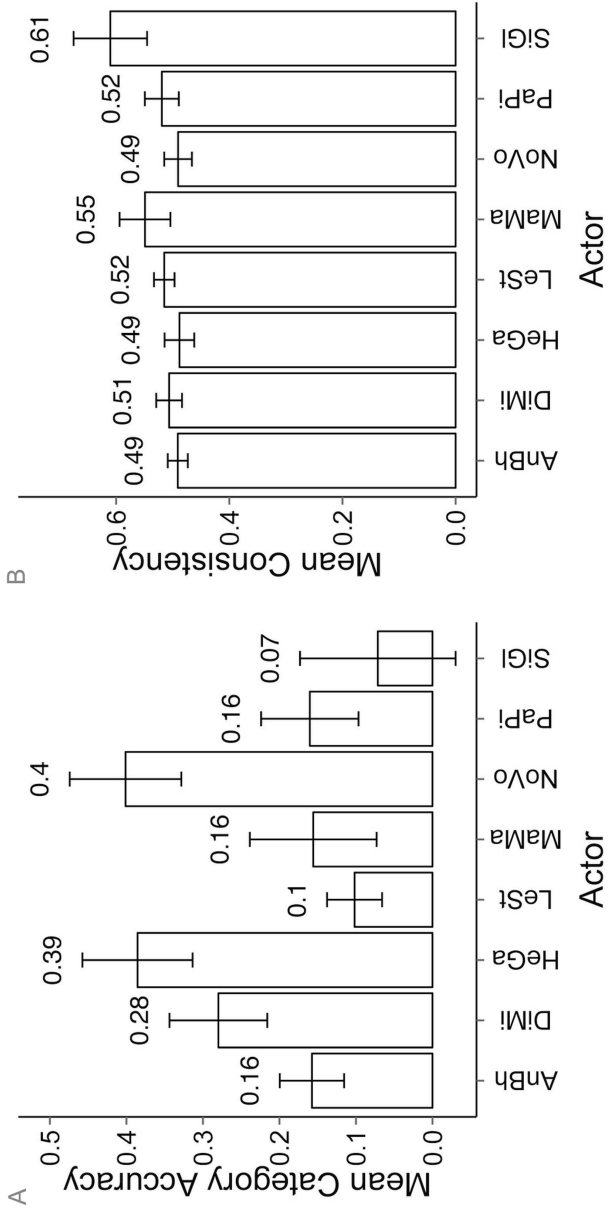 A
Mean Category Accuracy
0.5
0.4
0.3
0.2
0.1
0.0
0.16
0.28
0.39
0.1
0.16
0.4
0.16
0.07
AnBh
DiMi
HeGa
LeSt
MaMa
NoVo
PaPi
SiGl
Actor
B
Mean Consistency
0.6
0.4
0.2
0.0
0.49
0.51
0.49
0.52
0.55
0.49
0.52
0.61
AnBh
DiMi
HeGa
LeSt
MaMa
NoVo
PaPi
SiGl
Actor